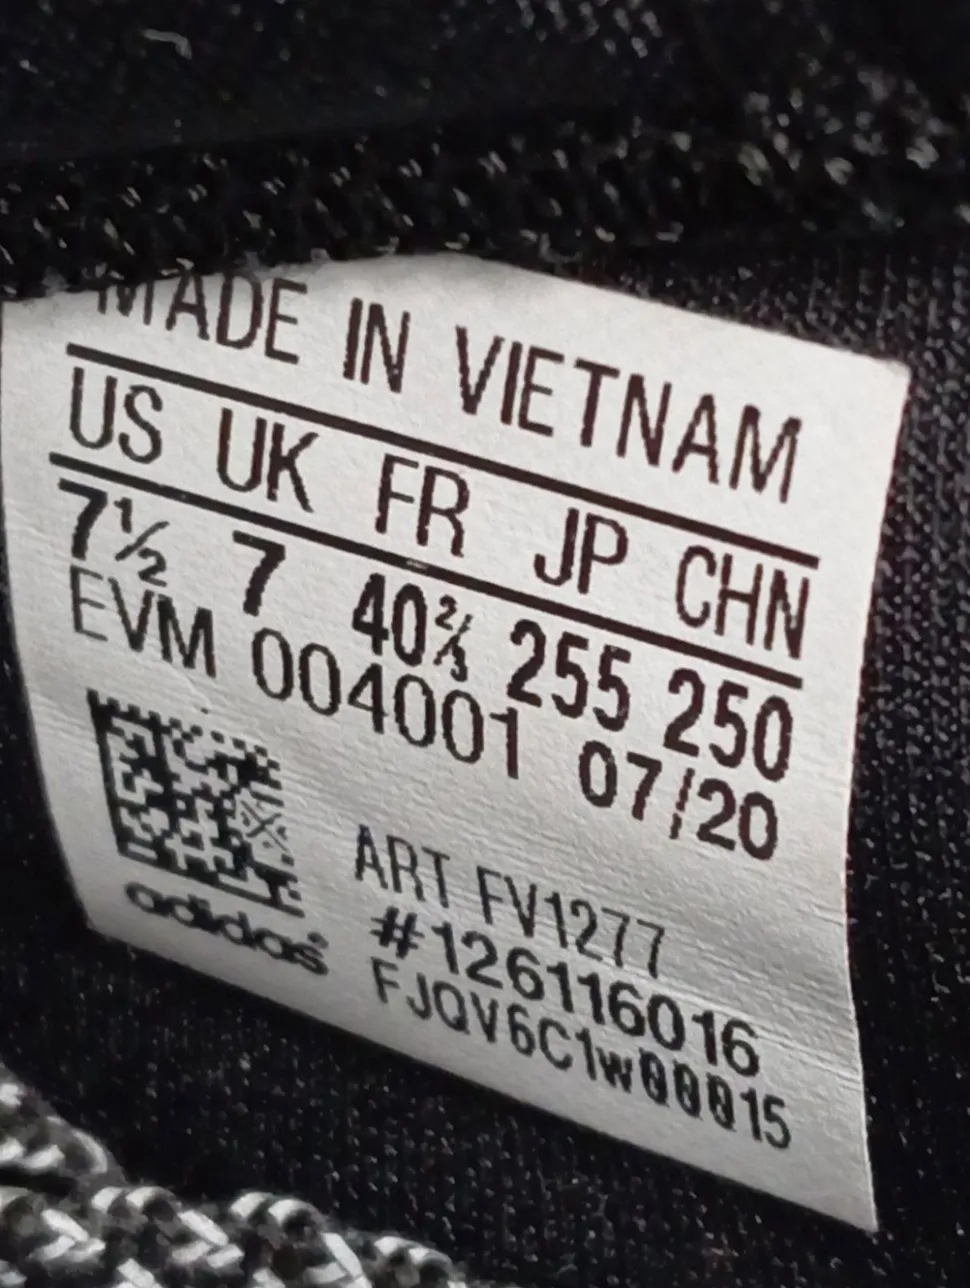 MADE IN VIETNAM
US UK FR JP CHN
7½ 7 40⅔ 255 250
EVM 004001 07/20
ART FV1277
#1261116016
FJQV6C1w00015
adidas